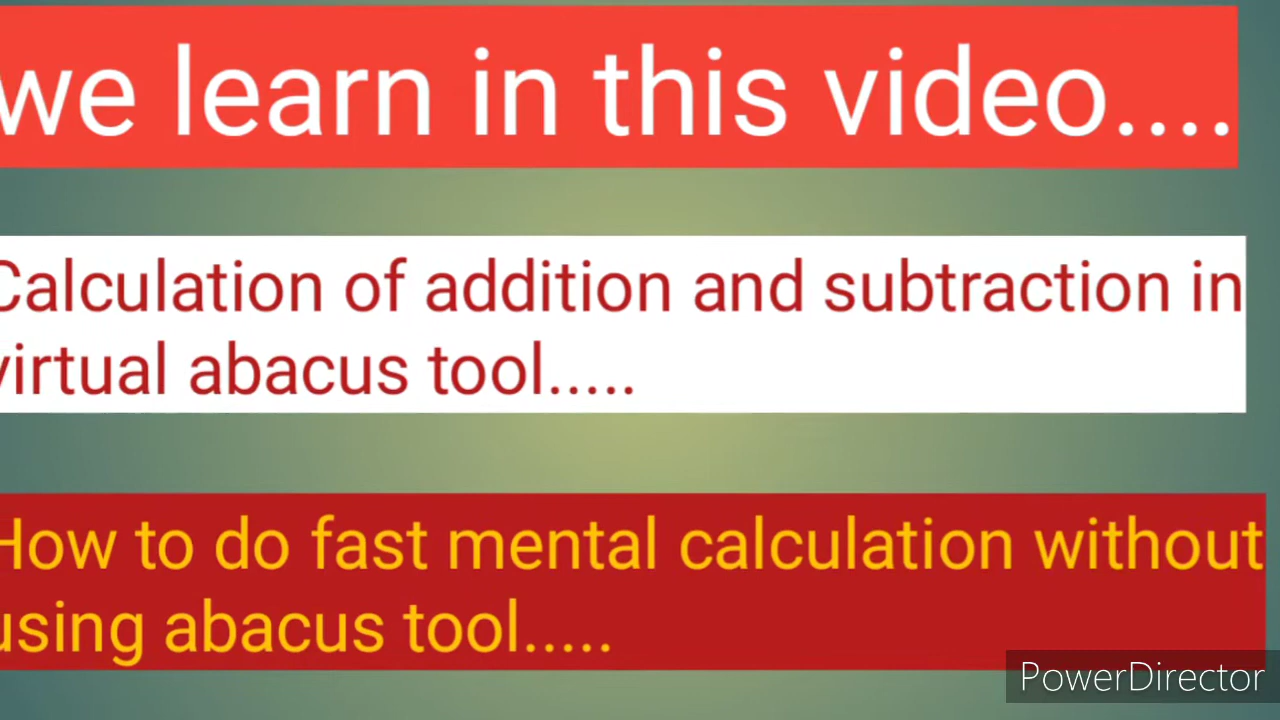 we learn in this video....
Calculation of addition and subtraction in
virtual abacus tool.....
How to do fast mental calculation without
using abacus tool.....
PowerDirector